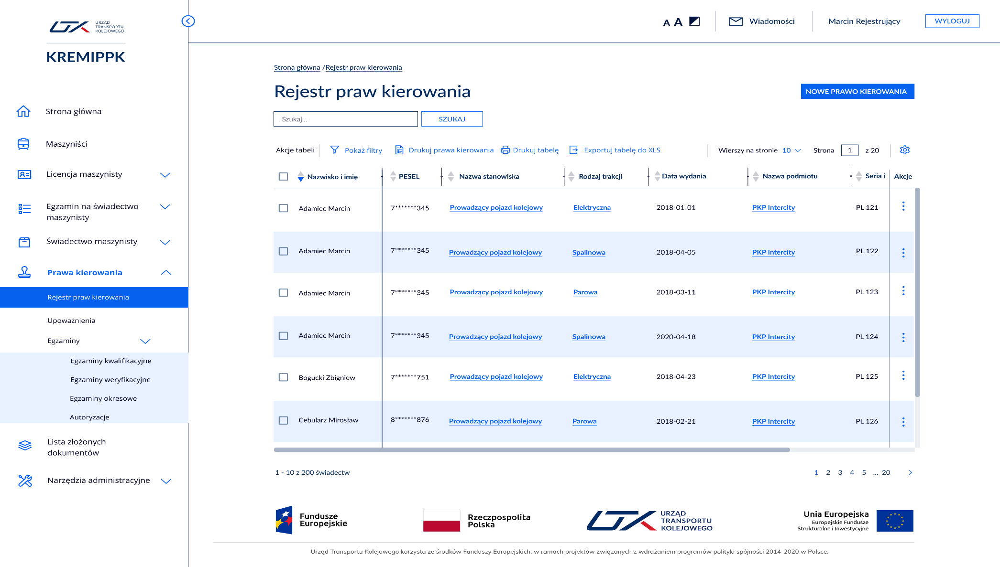 URZĄD
TRANSPORTU
KOLEJOWEGO
KREMIPPK
A A
Wiadomości
Marcin Rejestrujący
WYLOGUJ
Strona główna
Maszyniści
Licencja maszynisty
Egzamin na świadectwo
maszynisty
Świadectwo maszynisty
Prawa kierowania
Rejestr praw kierowania
Upoważnienia
Egzaminy
Egzaminy kwalifikacyjne
Egzaminy weryfikacyjne
Egzaminy okresowe
Autoryzacje
Lista złożonych
dokumentów
Narzędzia administracyjne
Strona główna /Rejestr praw kierowania
Rejestr praw kierowania
NOWE PRAWO KIEROWANIA
Szukaj...
SZUKAJ
Akcje tabeli Pokaż filtry Drukuj prawa kierowania Drukuj tabelę Exportuj tabelę do XLS Wierszy na stronie 10 Strona 1 z 20
Nazwisko i imię PESEL Nazwa stanowiska Rodzaj trakcji Data wydania Nazwa podmiotu Seria i Akcje
Adamiec Marcin 7*******345 Prowadzący pojazd kolejowy Elektryczna 2018-01-01 PKP Intercity PL 121
Adamiec Marcin 7*******345 Prowadzący pojazd kolejowy Spalinowa 2018-04-05 PKP Intercity PL 122
Adamiec Marcin 7*******345 Prowadzący pojazd kolejowy Parowa 2018-03-11 PKP Intercity PL 123
Adamiec Marcin 7*******345 Prowadzący pojazd kolejowy Spalinowa 2020-04-18 PKP Intercity PL 124
Bogucki Zbigniew 7*******751 Prowadzący pojazd kolejowy Elektryczna 2018-04-23 PKP Intercity PL 125
Cebularz Mirosław 8*******876 Prowadzący pojazd kolejowy Parowa 2018-02-21 PKP Intercity PL 126
1 - 10 z 200 świadectw
1 2 3 4 5 ... 20
Fundusze
Europejskie
Rzeczpospolita
Polska
URZĄD
TRANSPORTU
KOLEJOWEGO
Unia Europejska
Europejskie Fundusze
Strukturalne i Inwestycyjne
Urząd Transportu Kolejowego korzysta ze środków Funduszy Europejskich, w ramach projektów związanych z wdrażaniem programów polityki spójności 2014-2020 w Polsce.